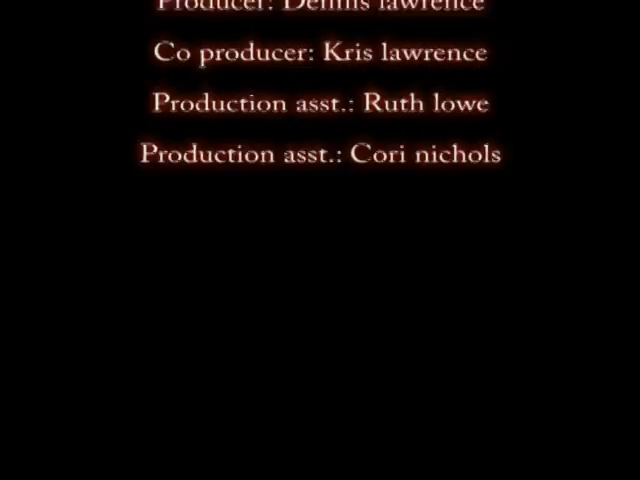 Producer: Dennis lawrence
Co producer: Kris lawrence
Production asst.: Ruth lowe
Production asst.: Cori nichols